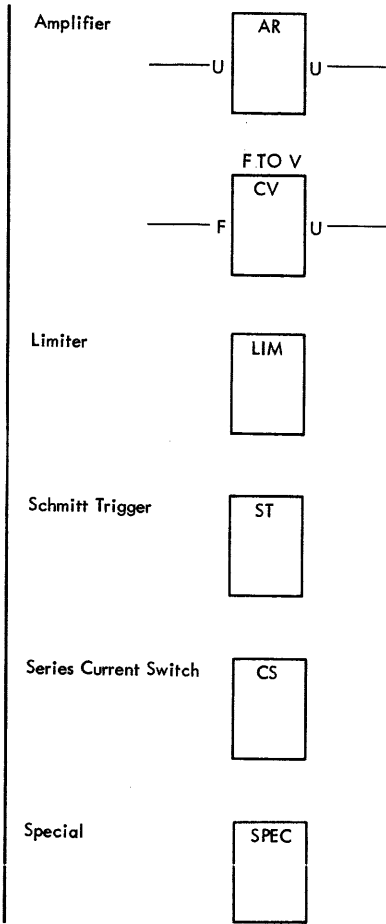 Amplifier
AR
U U
F TO V
CV
F U
Limiter
LIM
Schmitt Trigger
ST
Series Current Switch
CS
Special
SPEC